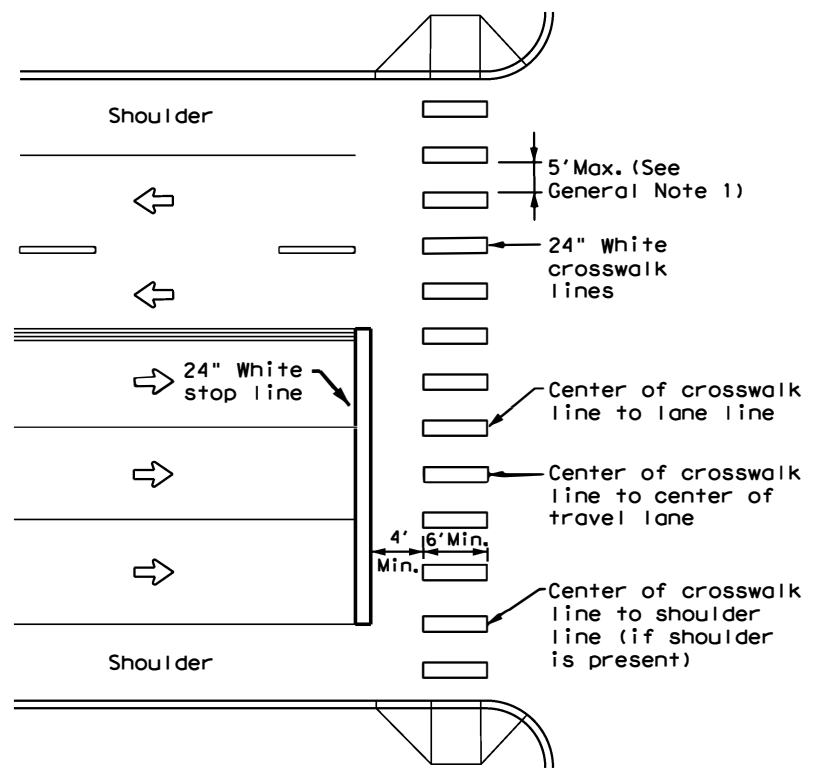 Shoulder
5'Max. (See
General Note 1)
24" White
crosswalk
lines
24" White
stop line
Center of crosswalk
line to lane line
Center of crosswalk
line to center of
travel lane
4'
Min.
6'Min.
Center of crosswalk
line to shoulder
line (if shoulder
is present)
Shoulder